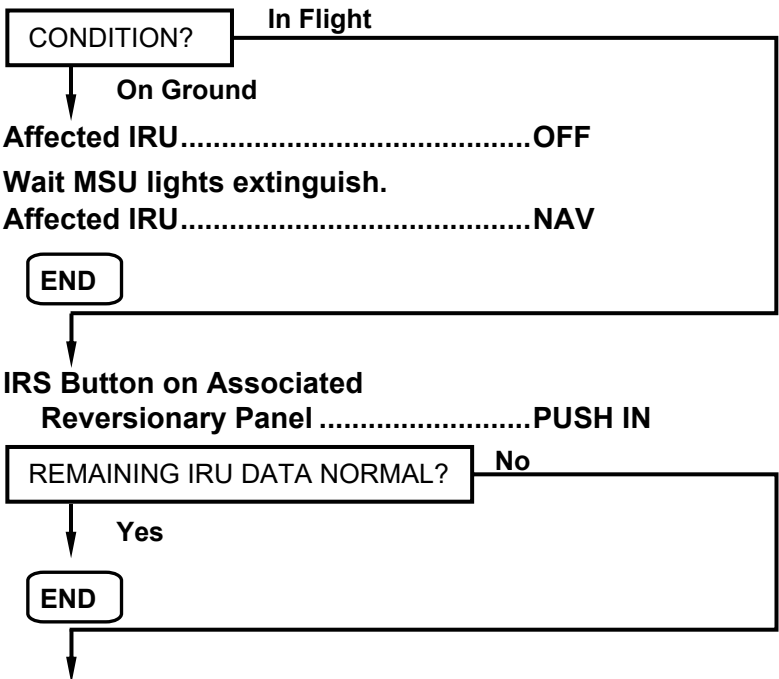 In Flight
CONDITION?
On Ground
Affected IRU...........................................OFF
Wait MSU lights extinguish.
Affected IRU...........................................NAV
END
IRS Button on Associated
Reversionary Panel ..........................PUSH IN
REMAINING IRU DATA NORMAL?
No
Yes
END